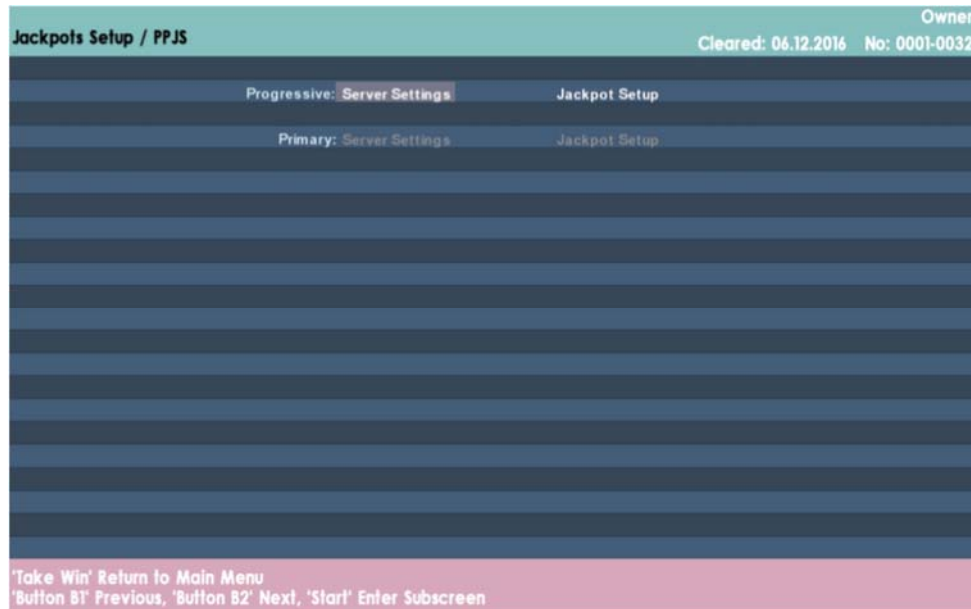 Owner
Jackpots Setup / PPJS
Cleared: 06.12.2016 No: 0001-0032
Progressive: Server Settings Jackpot Setup
Primary: Server Settings Jackpot Setup
'Take Win' Return to Main Menu
'Button B1' Previous, 'Button B2' Next, 'Start' Enter Subscreen